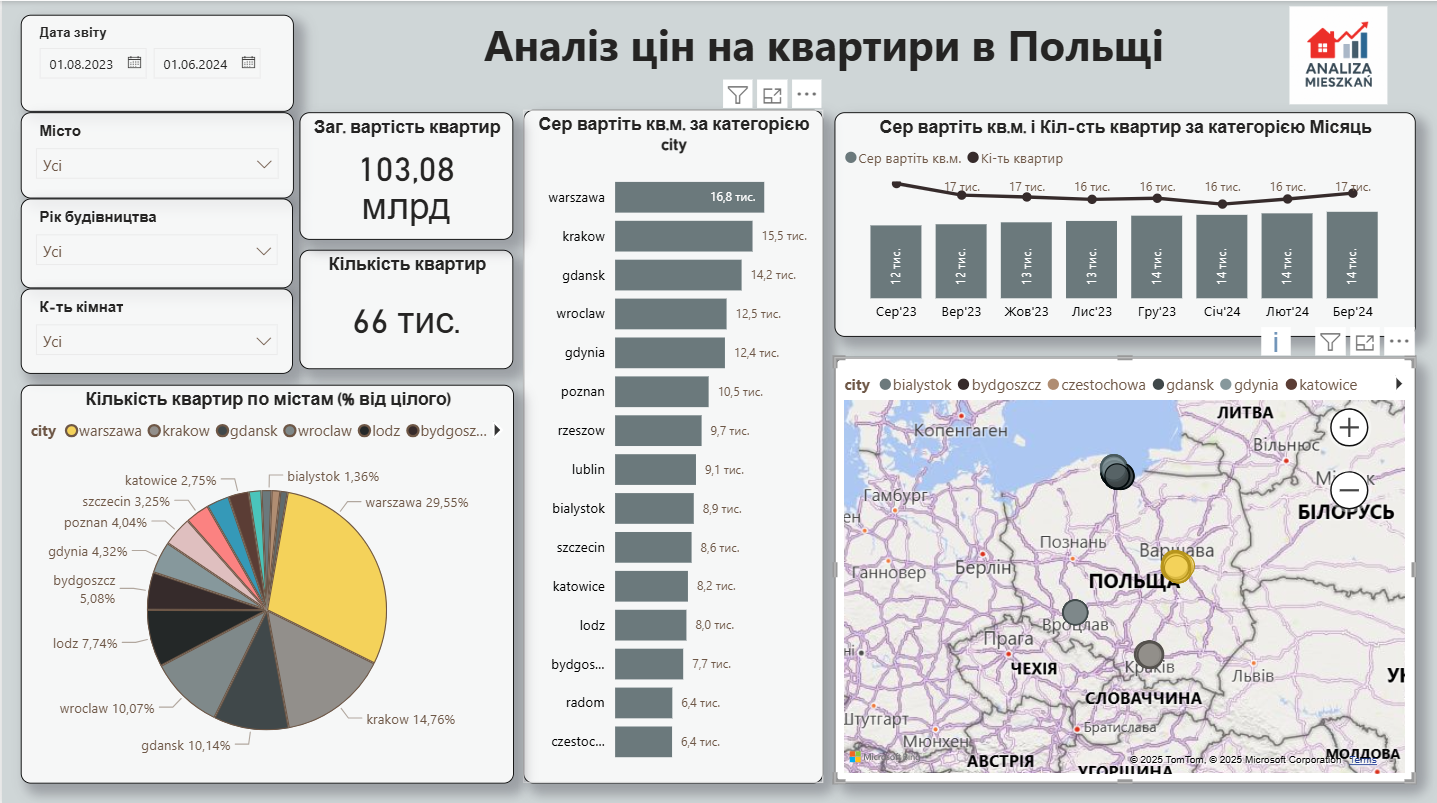 Аналіз цін на квартири в Польщі
ANALIZA
MIESZKAŃ
Дата звіту
01.08.2023
01.06.2024
Місто
Усі
Рік будівництва
Усі
К-ть кімнат
Усі
Заг. вартість квартир
103,08
млрд
Кількість квартир
66 тис.
Кількість квартир по містам (% від цілого)
city warszawa krakow gdansk wroclaw lodz bydgosz...
bialystok 1,36%
katowice 2,75%
szczecin 3,25%
warszawa 29,55%
poznan 4,04%
gdynia 4,32%
bydgoszcz
5,08%
lodz 7,74%
wroclaw 10,07%
krakow 14,76%
gdansk 10,14%
Сер вартіть кв.м. за категорією
city
warszawa 16,8 тис.
krakow 15,5 тис.
gdansk 14,2 тис.
wroclaw 12,5 тис.
gdynia 12,4 тис.
poznan 10,5 тис.
rzeszow 9,7 тис.
lublin 9,1 тис.
bialystok 8,9 тис.
szczecin 8,6 тис.
katowice 8,2 тис.
lodz 8,0 тис.
bydgos... 7,7 тис.
radom 6,4 тис.
czestoc... 6,4 тис.
Сер вартіть кв.м. і Кіл-сть квартир за категорією Місяць
Сер вартіть кв.м. Кі-ть квартир
17 тис. 17 тис. 16 тис. 16 тис. 16 тис. 16 тис. 17 тис.
12 тис. 12 тис. 13 тис. 13 тис. 14 тис. 14 тис. 14 тис. 14 тис.
Сер'23 Вер'23 Жов'23 Лис'23 Гру'23 Січ'24 Лют'24 Бер'24
i
city bialystok bydgoszcz czestochowa gdansk gdynia katowice
ЛИТВА
Копенгаген
Вільнюс
Гамбург
БІЛОРУСЬ
Познань
Варшава
Берлін
Ганновер
ПОЛЬЩА
Вроцлав
Прага
ЧЕХІЯ
Краків
Львів
СЛОВАЧЧИНА
Штутгарт
Братислава
Мюнхен
МОЛДОВА
АВСТРІЯ
УГОРЩИНА
Microsoft Bing
© 2025 TomTom, © 2025 Microsoft Corporation Terms